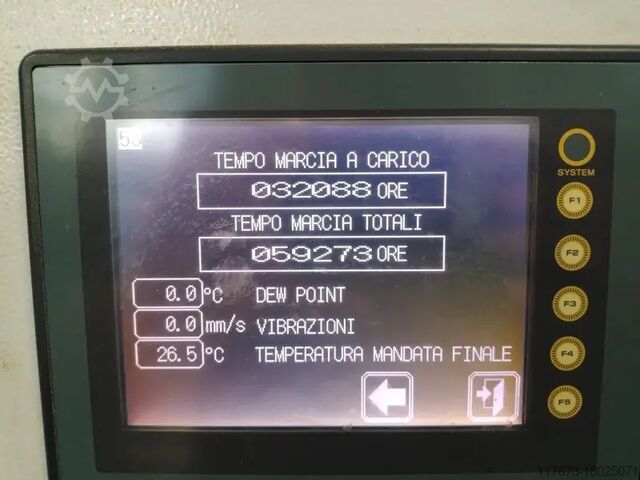 53
TEMPO MARCIA A CARICO
032088 ORE
TEMPO MARCIA TOTALI
059273 ORE
0.0 °C DEW POINT
0.0 mm/s VIBRAZIONI
26.5 °C TEMPERATURA MANDATA FINALE
SYSTEM
F1
F2
F3
F4
F5
117673-18025071